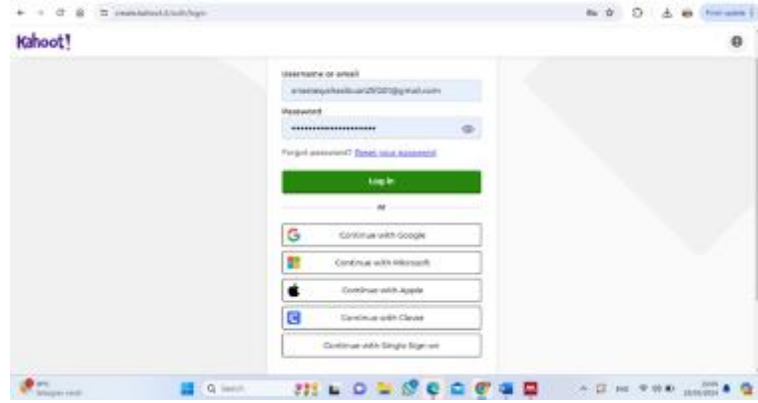 Kahoot!
Username or email
Password
Forgot password? Reset your password
Log in
or
Continue with Google
Continue with Microsoft
Continue with Apple
Continue with Clever
Continue with Single Sign-on
Search